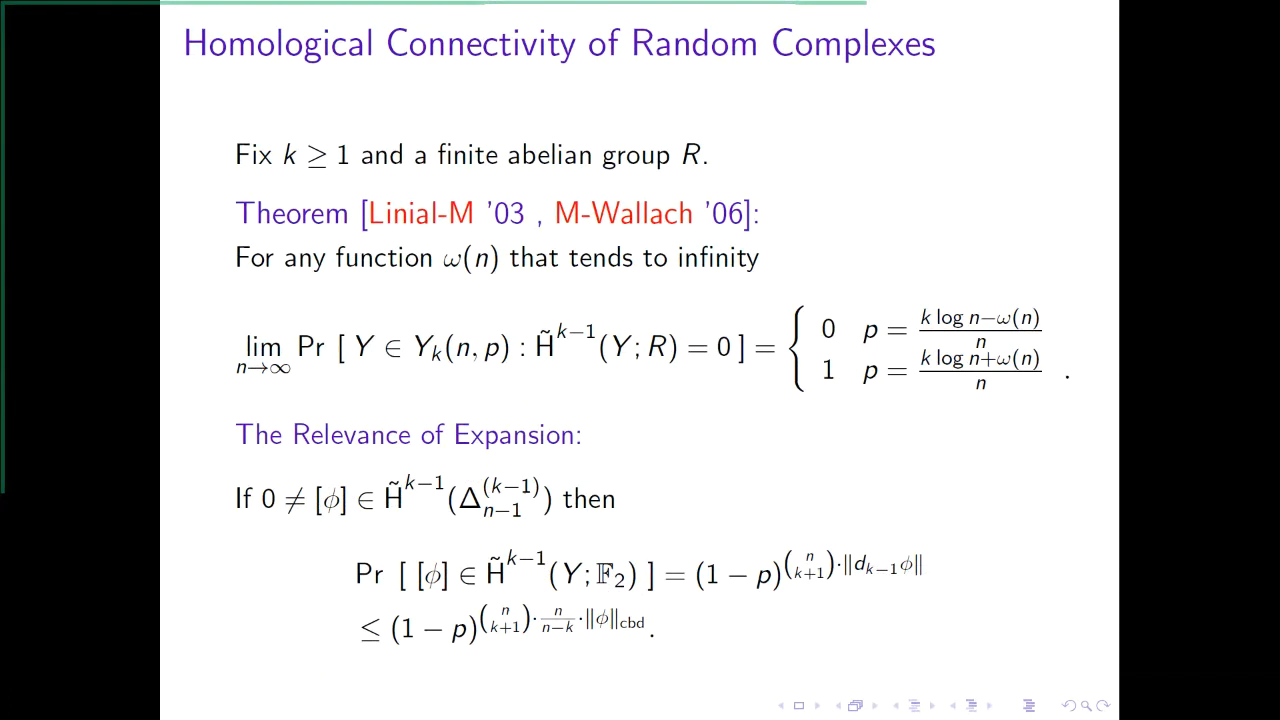 Homological Connectivity of Random Complexes
Fix k ≥ 1 and a finite abelian group R.
Theorem [Linial-M '03 , M-Wallach '06]:
For any function ω(n) that tends to infinity
lim_{n→∞} Pr [ Y ∈ Y_k(n, p) : H̃^{k−1}(Y; R) = 0 ] = { 0 p = (k log n−ω(n))/n ; 1 p = (k log n+ω(n))/n .
The Relevance of Expansion:
If 0 ≠ [ϕ] ∈ H̃^{k−1}(Δ_{n−1}^{(k−1)}) then
Pr [ [ϕ] ∈ H̃^{k−1}(Y; 𝔽₂) ] = (1 − p)^{\binom{n}{k+1}·‖d_{k−1}ϕ‖}
≤ (1 − p)^{\binom{n}{k+1}·\frac{n}{n−k}·‖ϕ‖_{cbd}} .